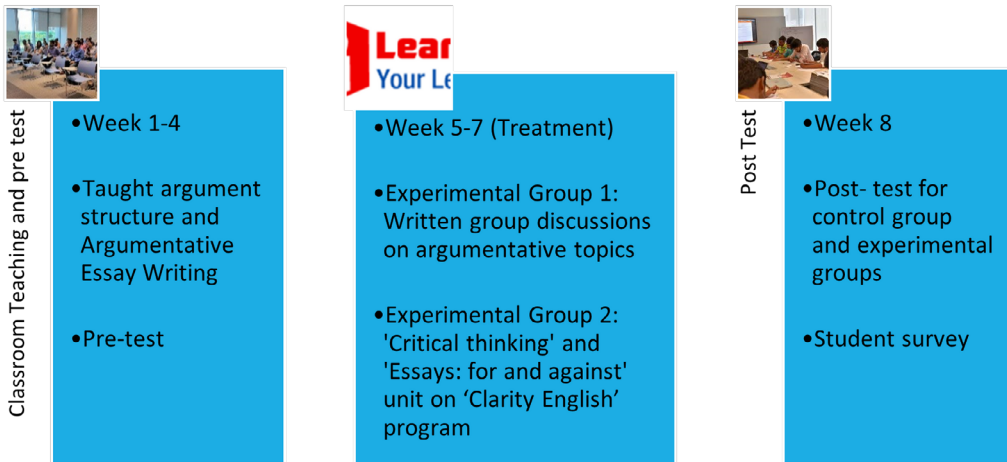 Classroom Teaching and pre test
•Week 1-4
•Taught argument
structure and
Argumentative
Essay Writing
•Pre-test
Lear
Your Le
•Week 5-7 (Treatment)
•Experimental Group 1:
Written group discussions
on argumentative topics
•Experimental Group 2:
'Critical thinking' and
'Essays: for and against'
unit on ‘Clarity English’
program
Post Test
•Week 8
•Post- test for
control group
and experimental
groups
•Student survey